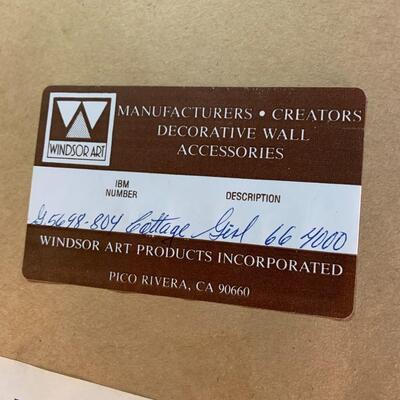 WINDSOR ART
MANUFACTURERS • CREATORS
DECORATIVE WALL
ACCESSORIES
IBM NUMBER DESCRIPTION
G5698-804 Cottage Girl 66 4000
WINDSOR ART PRODUCTS INCORPORATED
PICO RIVERA, CA 90660